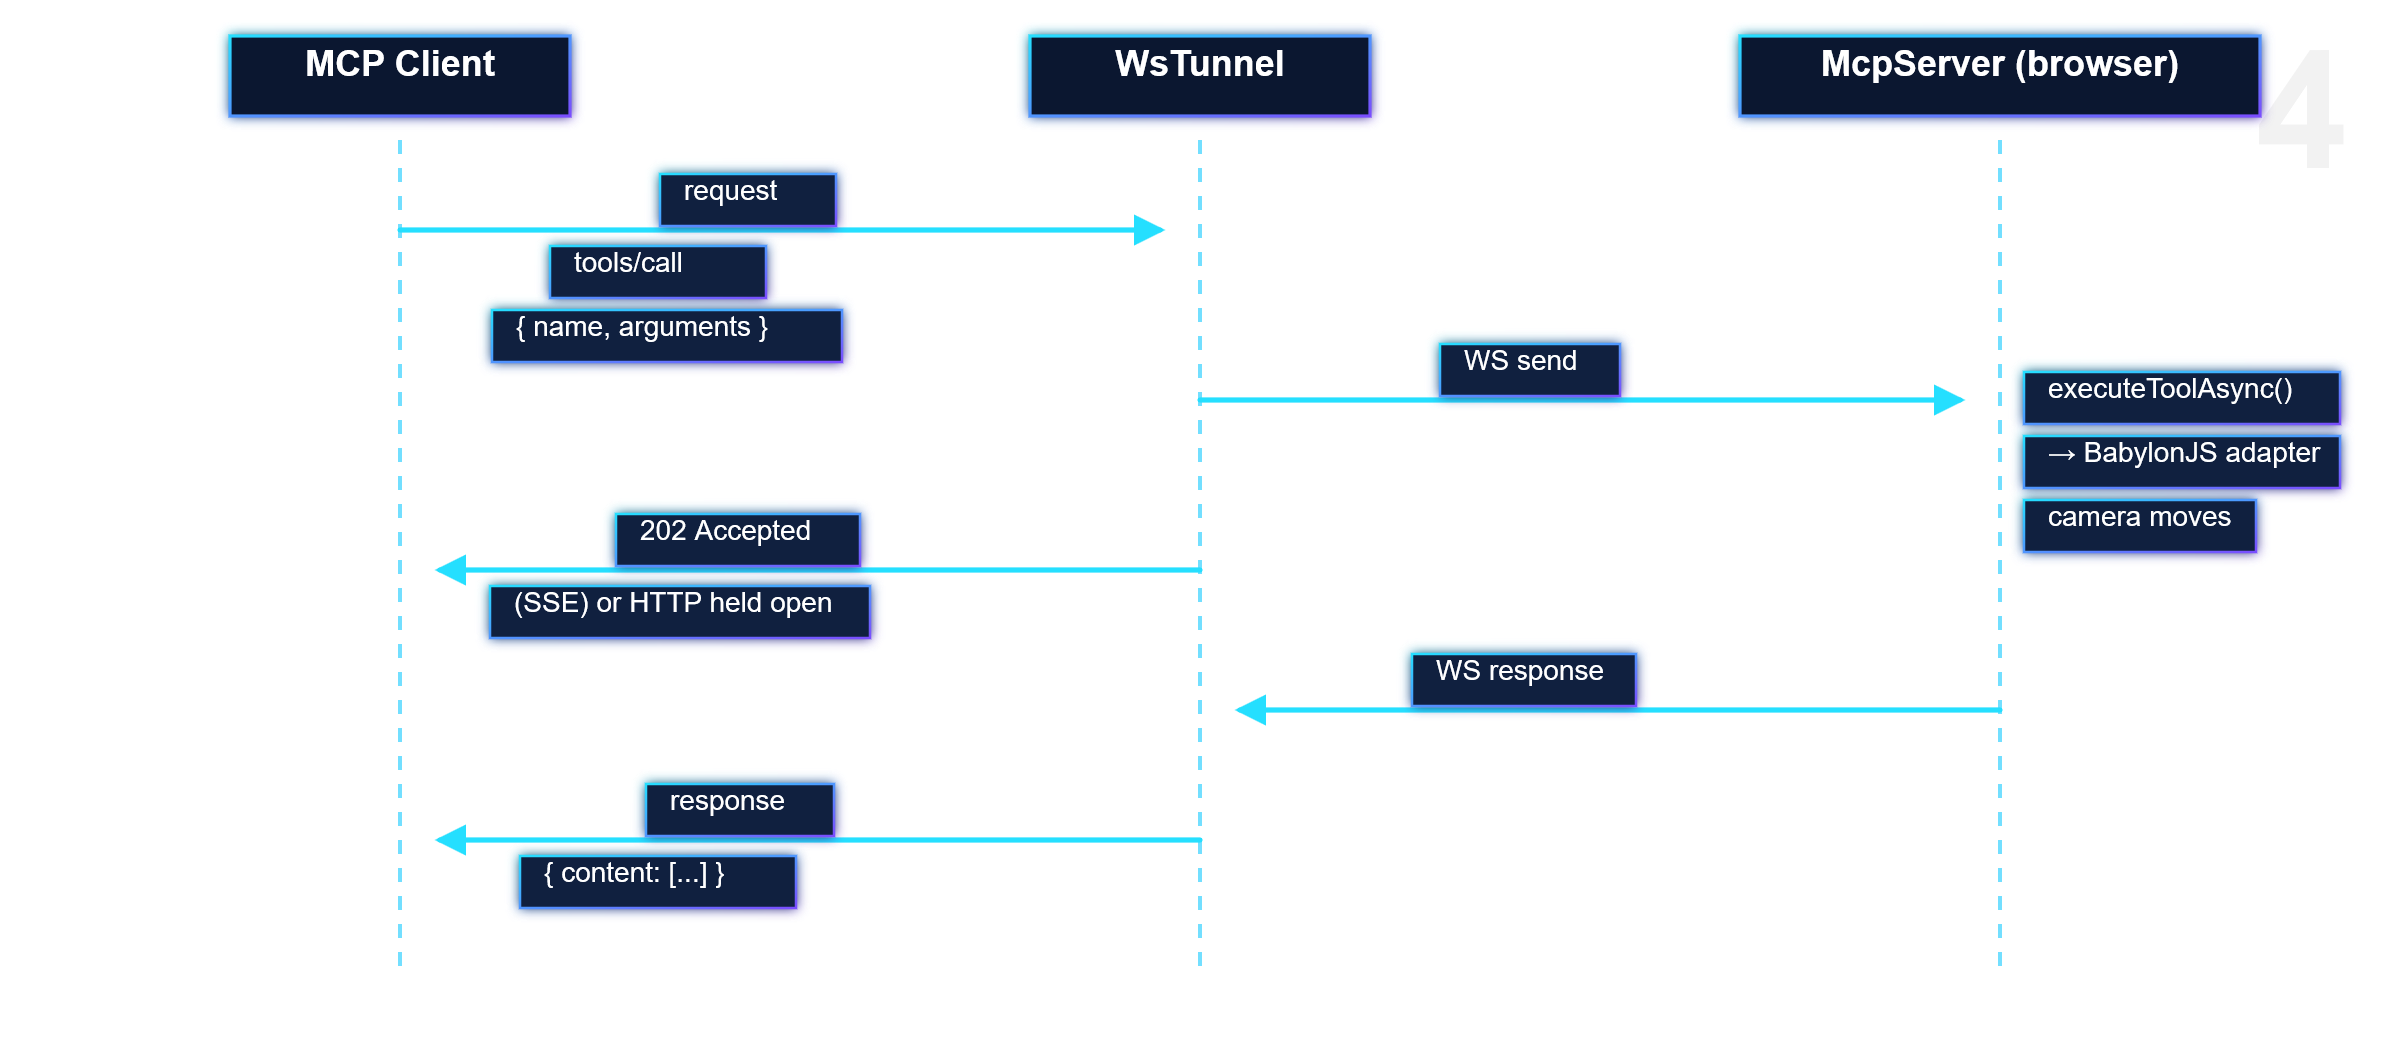 MCP Client
WsTunnel
McpServer (browser)
4
request
tools/call
{ name, arguments }
WS send
executeToolAsync()
→ BabylonJS adapter
camera moves
202 Accepted
(SSE) or HTTP held open
WS response
response
{ content: [...] }